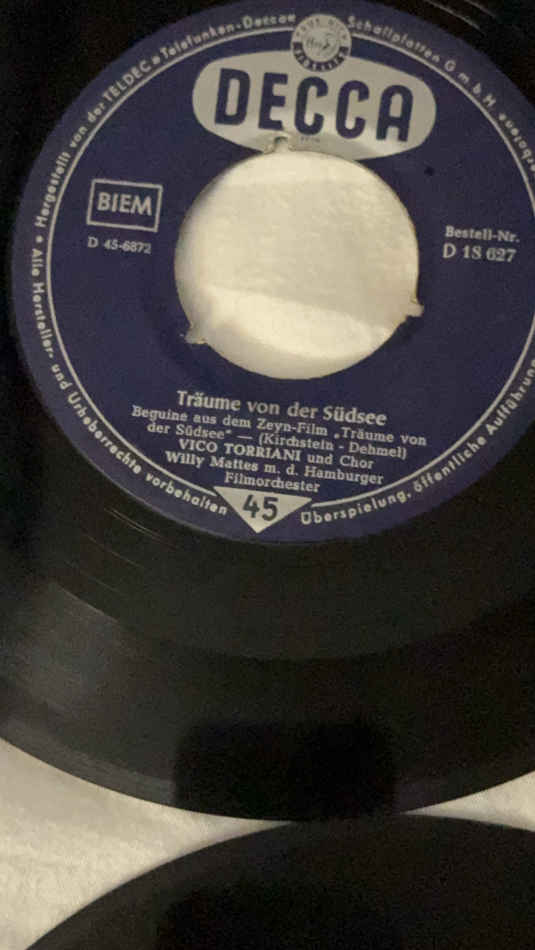 Hergestellt von der TELDEC • Telefunken-Decca Schallplatten G.m.b.H.
DECCA
BIEM
D 45-6872
Bestell-Nr.
D 18 627
Träume von der Südsee
Beguine aus dem Zeyn-Film „Träume von
der Südsee“ — (Kirchstein - Dehmel)
VICO TORRIANI und Chor
Willy Mattes m. d. Hamburger
Filmorchester
45
• Alle Hersteller- und Urheberrechte vorbehalten
Überspielung, öffentliche Aufführung